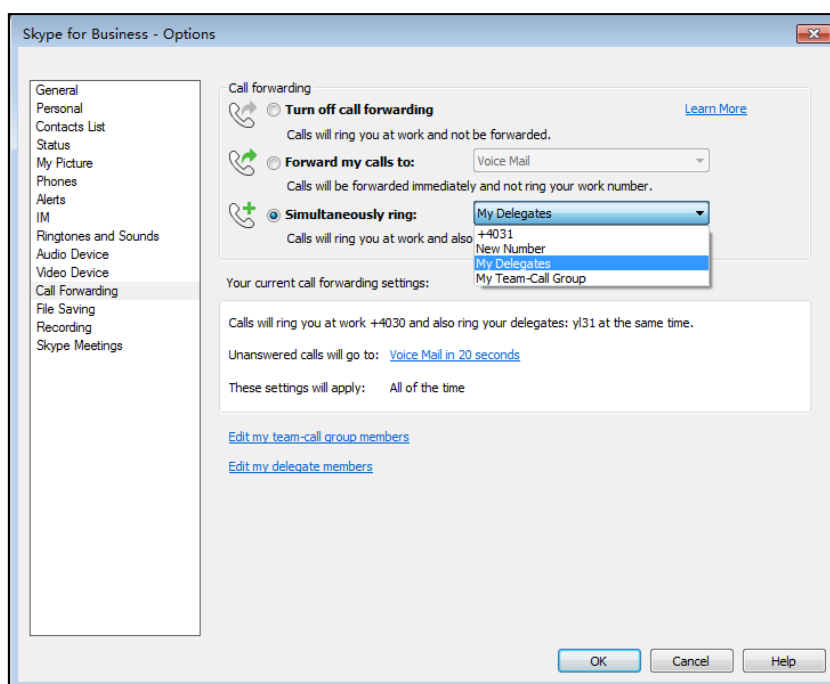 Skype for Business - Options
General
Personal
Contacts List
Status
My Picture
Phones
Alerts
IM
Ringtones and Sounds
Audio Device
Video Device
Call Forwarding
File Saving
Recording
Skype Meetings
Call forwarding
Turn off call forwarding
Learn More
Calls will ring you at work and not be forwarded.
Forward my calls to:
Voice Mail
Calls will be forwarded immediately and not ring your work number.
Simultaneously ring:
My Delegates
Calls will ring you at work and also
+4031
New Number
My Delegates
My Team-Call Group
Your current call forwarding settings:
Calls will ring you at work +4030 and also ring your delegates: yl31 at the same time.
Unanswered calls will go to: Voice Mail in 20 seconds
These settings will apply: All of the time
Edit my team-call group members
Edit my delegate members
OK
Cancel
Help